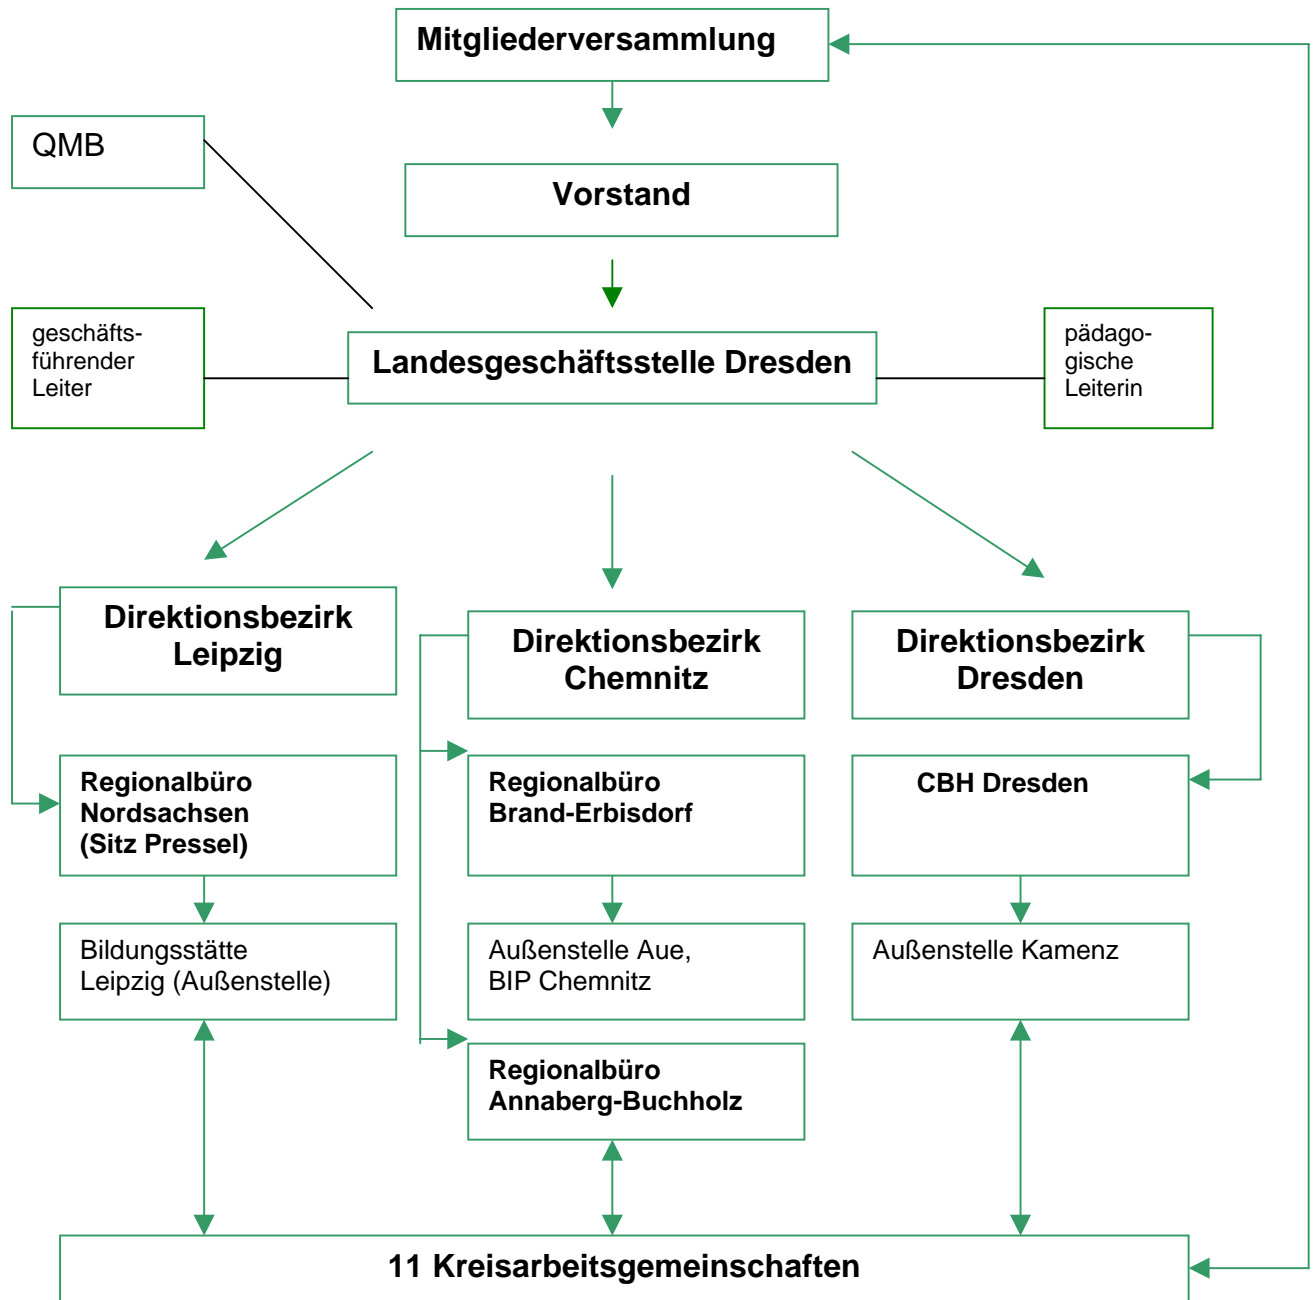 Mitgliederversammlung
QMB
Vorstand
geschäfts-
führender
Leiter
Landesgeschäftsstelle Dresden
pädago-
gische
Leiterin
Direktionsbezirk
Leipzig
Direktionsbezirk
Chemnitz
Direktionsbezirk
Dresden
Regionalbüro
Nordsachsen
(Sitz Pressel)
Regionalbüro
Brand-Erbisdorf
CBH Dresden
Bildungsstätte
Leipzig (Außenstelle)
Außenstelle Aue,
BIP Chemnitz
Außenstelle Kamenz
Regionalbüro
Annaberg-Buchholz
11 Kreisarbeitsgemeinschaften